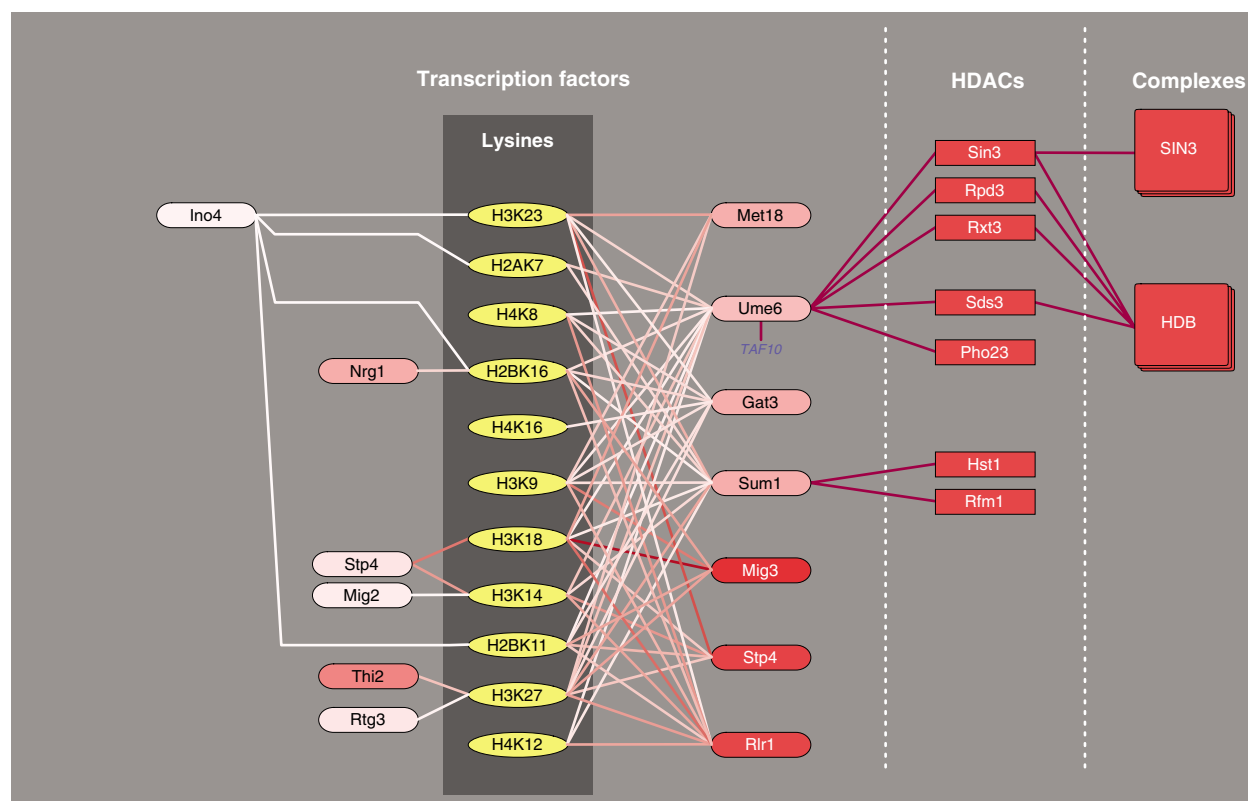 Transcription factors
HDACs
Complexes
Lysines
Ino4
Nrg1
Stp4
Mig2
Thi2
Rtg3
H3K23
H2AK7
H4K8
H2BK16
H4K16
H3K9
H3K18
H3K14
H2BK11
H3K27
H4K12
Met18
Ume6
TAF10
Gat3
Sum1
Mig3
Stp4
Rlr1
Sin3
Rpd3
Rxt3
Sds3
Pho23
Hst1
Rfm1
SIN3
HDB